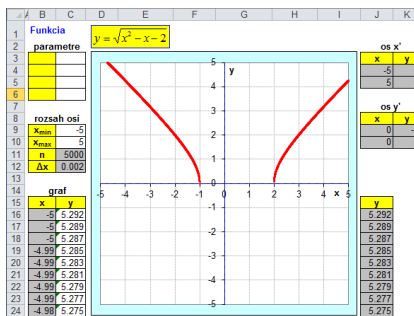 A B C D E F G H I J K
1 Funkcia
2 parametre y = √x² − x − 2 os x'
3 x y
4 -5
5 5
6
7 os y'
8 rozsah osi x y
9 xmin -5 0 -
10 xmax 5 0
11 n 5000
12 Δx 0.002
13
14 graf
15 x y y
16 -5 5.292 5.292
17 -5 5.289 5.289
18 -5 5.287 5.287
19 -4.99 5.285 5.285
20 -4.99 5.283 5.283
21 -4.99 5.281 5.281
22 -4.99 5.279 5.279
23 -4.99 5.277 5.277
24 -4.98 5.275 5.275
y
5
4
3
2
1
0
-5 -4 -3 -2 -1 0 1 2 3 4 x 5
-1
-2
-3
-4
-5